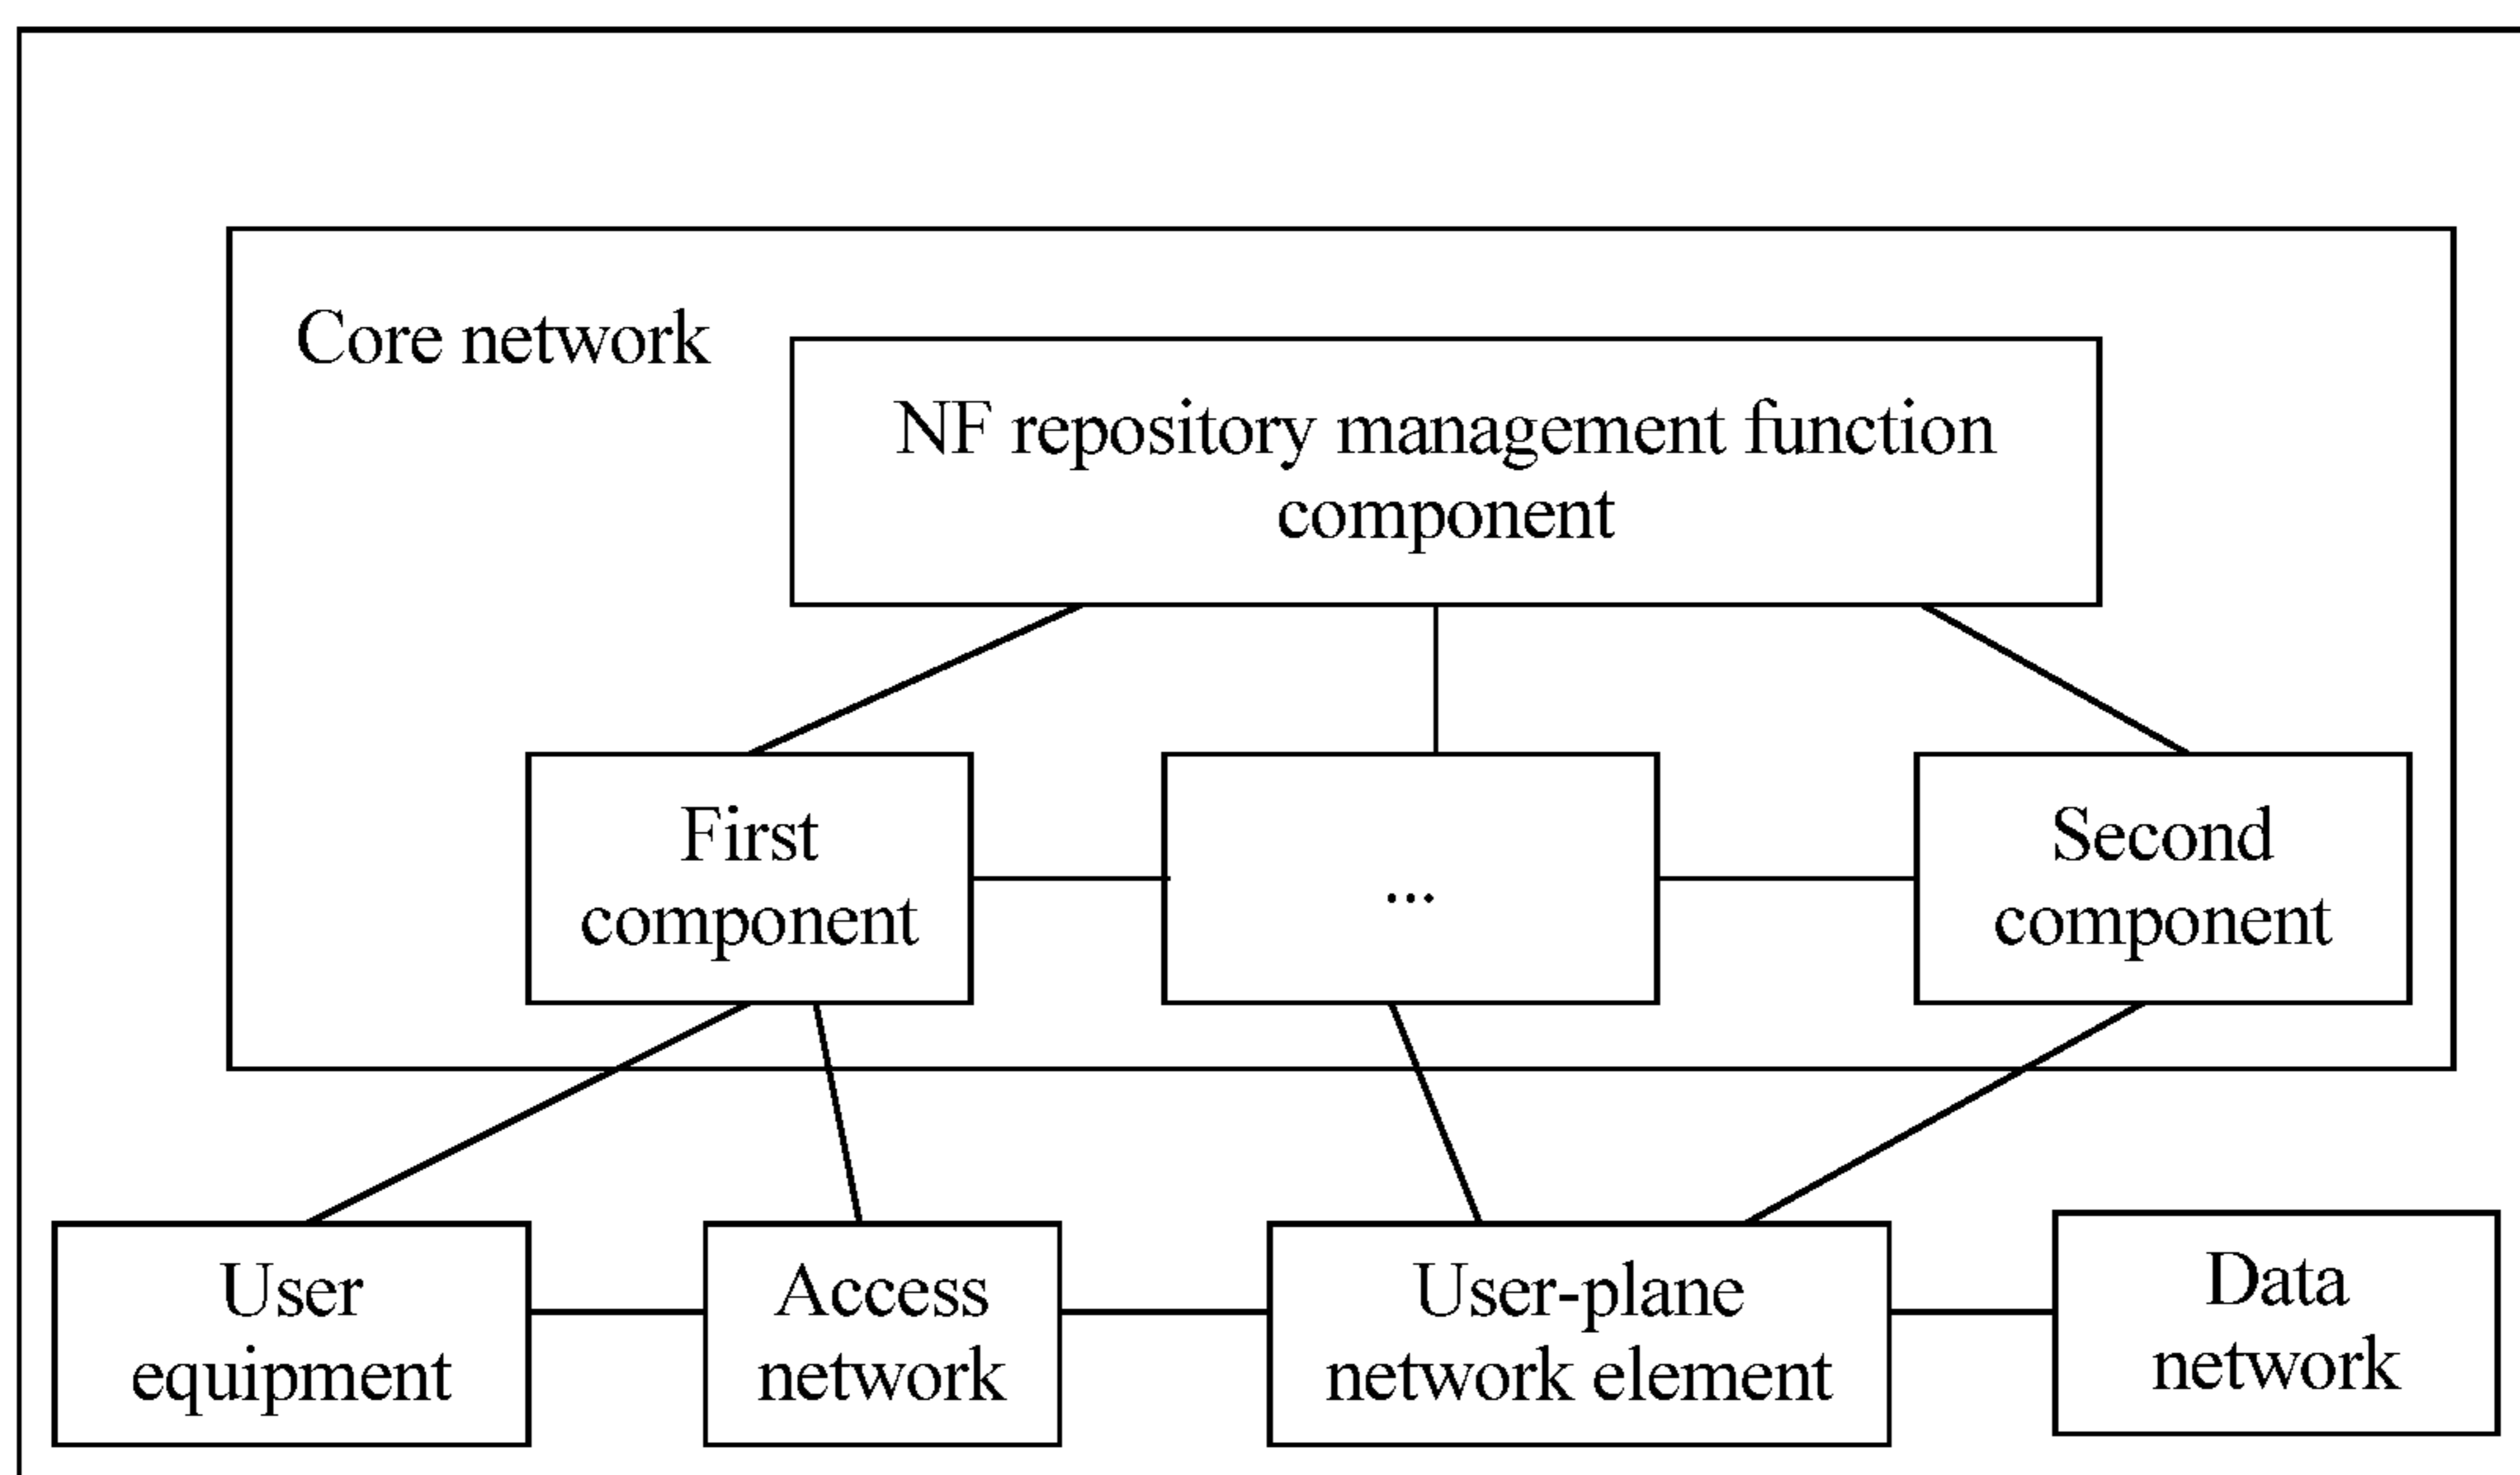 Core network
NF repository management function
component
First
component
...
Second
component
User
equipment
Access
network
User-plane
network element
Data
network